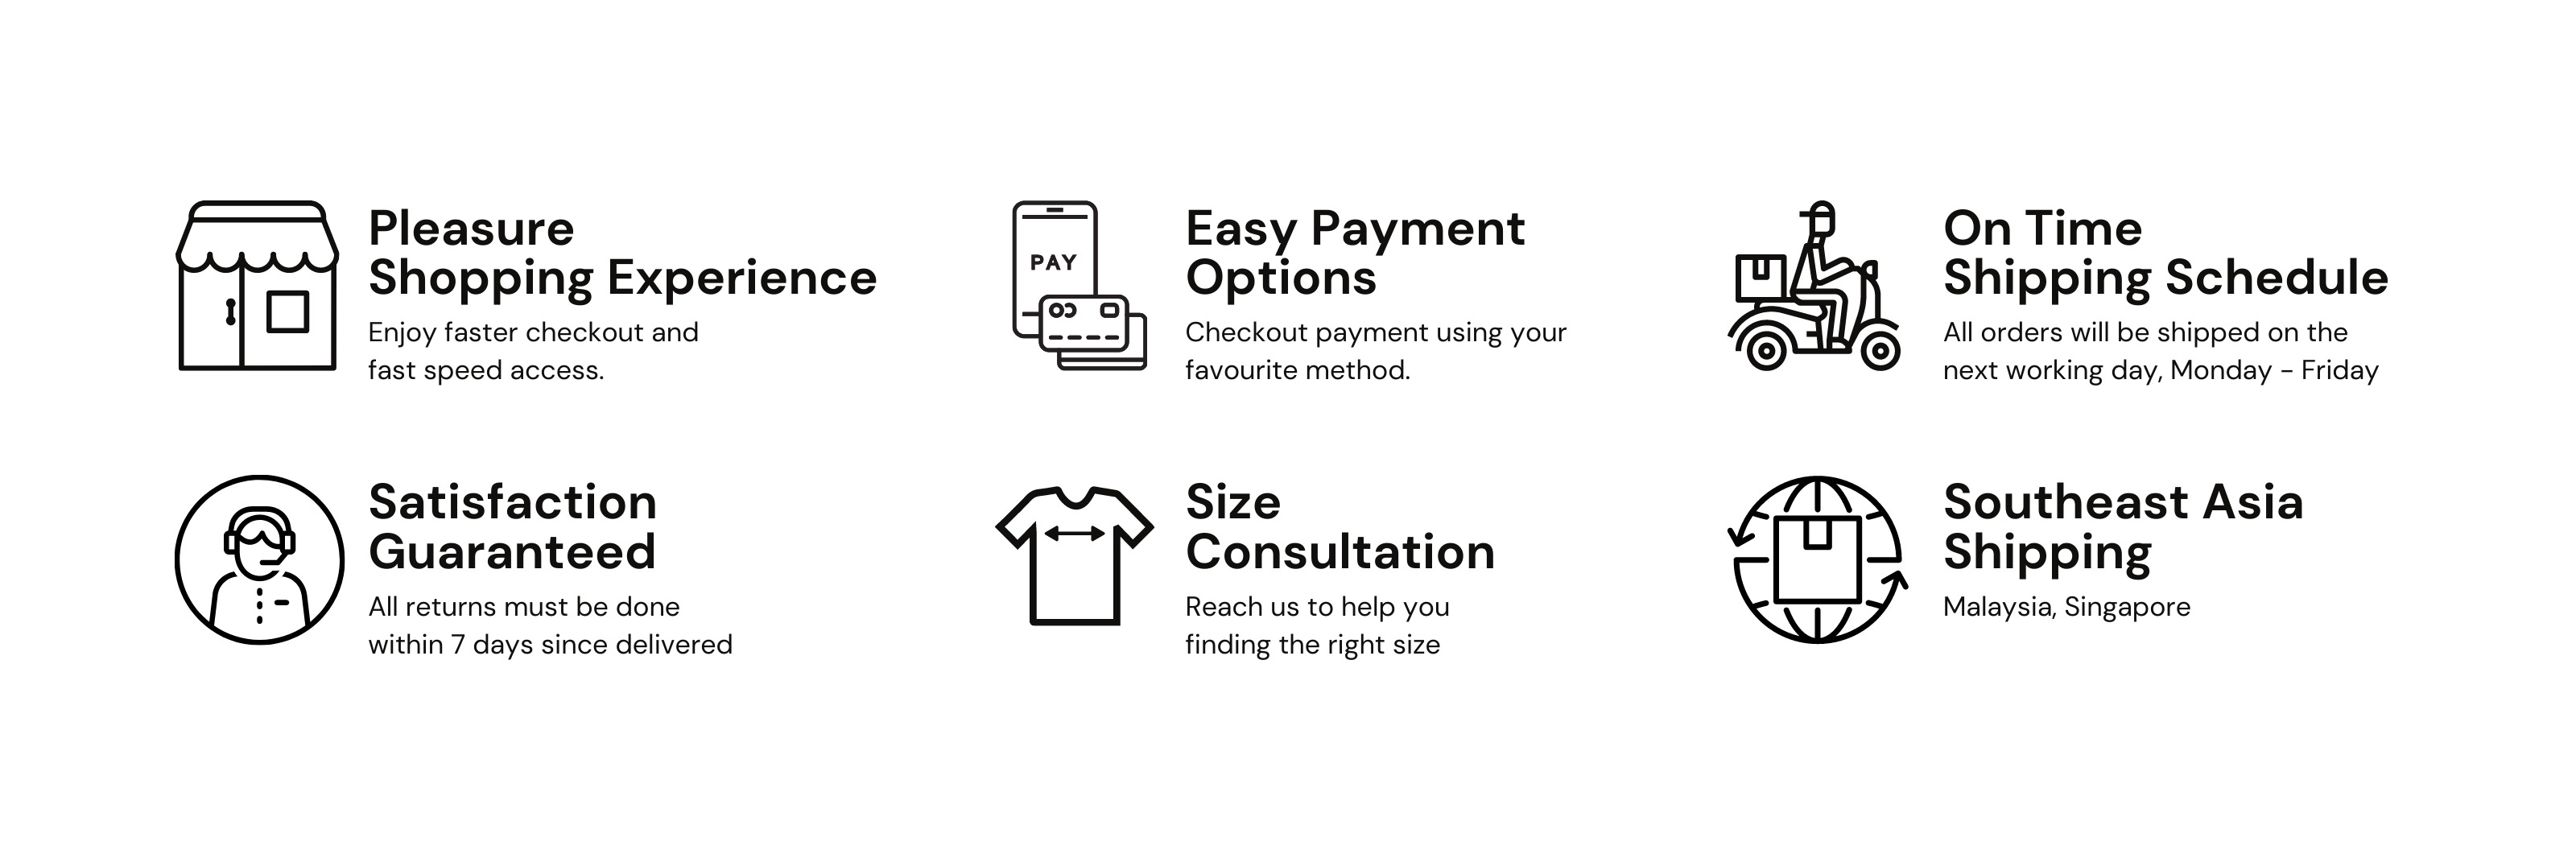 Pleasure
Shopping Experience
Enjoy faster checkout and
fast speed access.
PAY
Easy Payment
Options
Checkout payment using your
favourite method.
On Time
Shipping Schedule
All orders will be shipped on the
next working day, Monday - Friday
Satisfaction
Guaranteed
All returns must be done
within 7 days since delivered
Size
Consultation
Reach us to help you
finding the right size
Southeast Asia
Shipping
Malaysia, Singapore